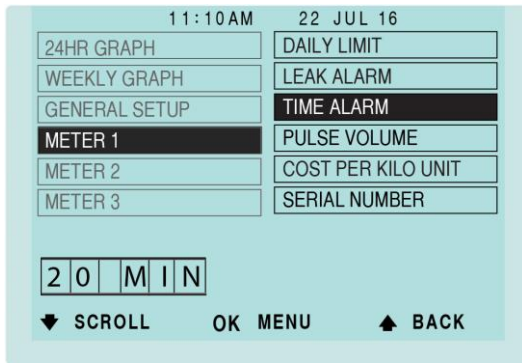 11:10AM 22 JUL 16
24HR GRAPH
WEEKLY GRAPH
GENERAL SETUP
METER 1
METER 2
METER 3
DAILY LIMIT
LEAK ALARM
TIME ALARM
PULSE VOLUME
COST PER KILO UNIT
SERIAL NUMBER
20 MIN
SCROLL OK MENU BACK